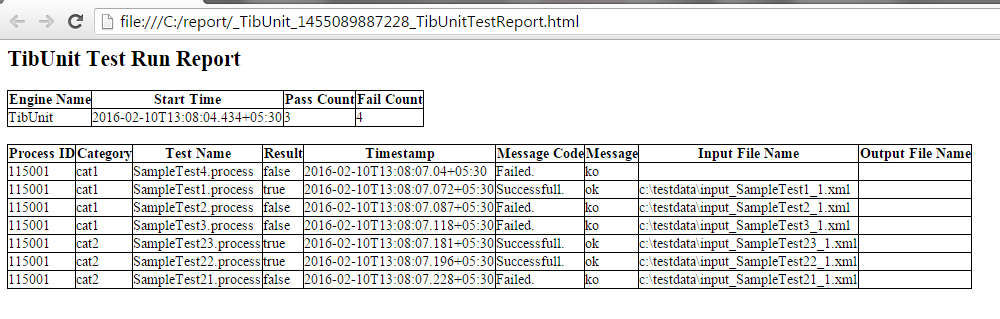 file:///C:/report/_TibUnit_1455089887228_TibUnitTestReport.html
TibUnit Test Run Report
Engine Name Start Time Pass Count Fail Count
TibUnit 2016-02-10T13:08:04.434+05:30 3 4
Process ID Category Test Name Result Timestamp Message Code Message Input File Name Output File Name
115001 cat1 SampleTest4.process false 2016-02-10T13:08:07.04+05:30 Failed. ko
115001 cat1 SampleTest1.process true 2016-02-10T13:08:07.072+05:30 Successfull. ok c:\testdata\input_SampleTest1_1.xml
115001 cat1 SampleTest2.process false 2016-02-10T13:08:07.087+05:30 Failed. ko c:\testdata\input_SampleTest2_1.xml
115001 cat1 SampleTest3.process false 2016-02-10T13:08:07.118+05:30 Failed. ko c:\testdata\input_SampleTest3_1.xml
115001 cat2 SampleTest23.process true 2016-02-10T13:08:07.181+05:30 Successfull. ok c:\testdata\input_SampleTest23_1.xml
115001 cat2 SampleTest22.process true 2016-02-10T13:08:07.196+05:30 Successfull. ok c:\testdata\input_SampleTest22_1.xml
115001 cat2 SampleTest21.process false 2016-02-10T13:08:07.228+05:30 Failed. ko c:\testdata\input_SampleTest21_1.xml